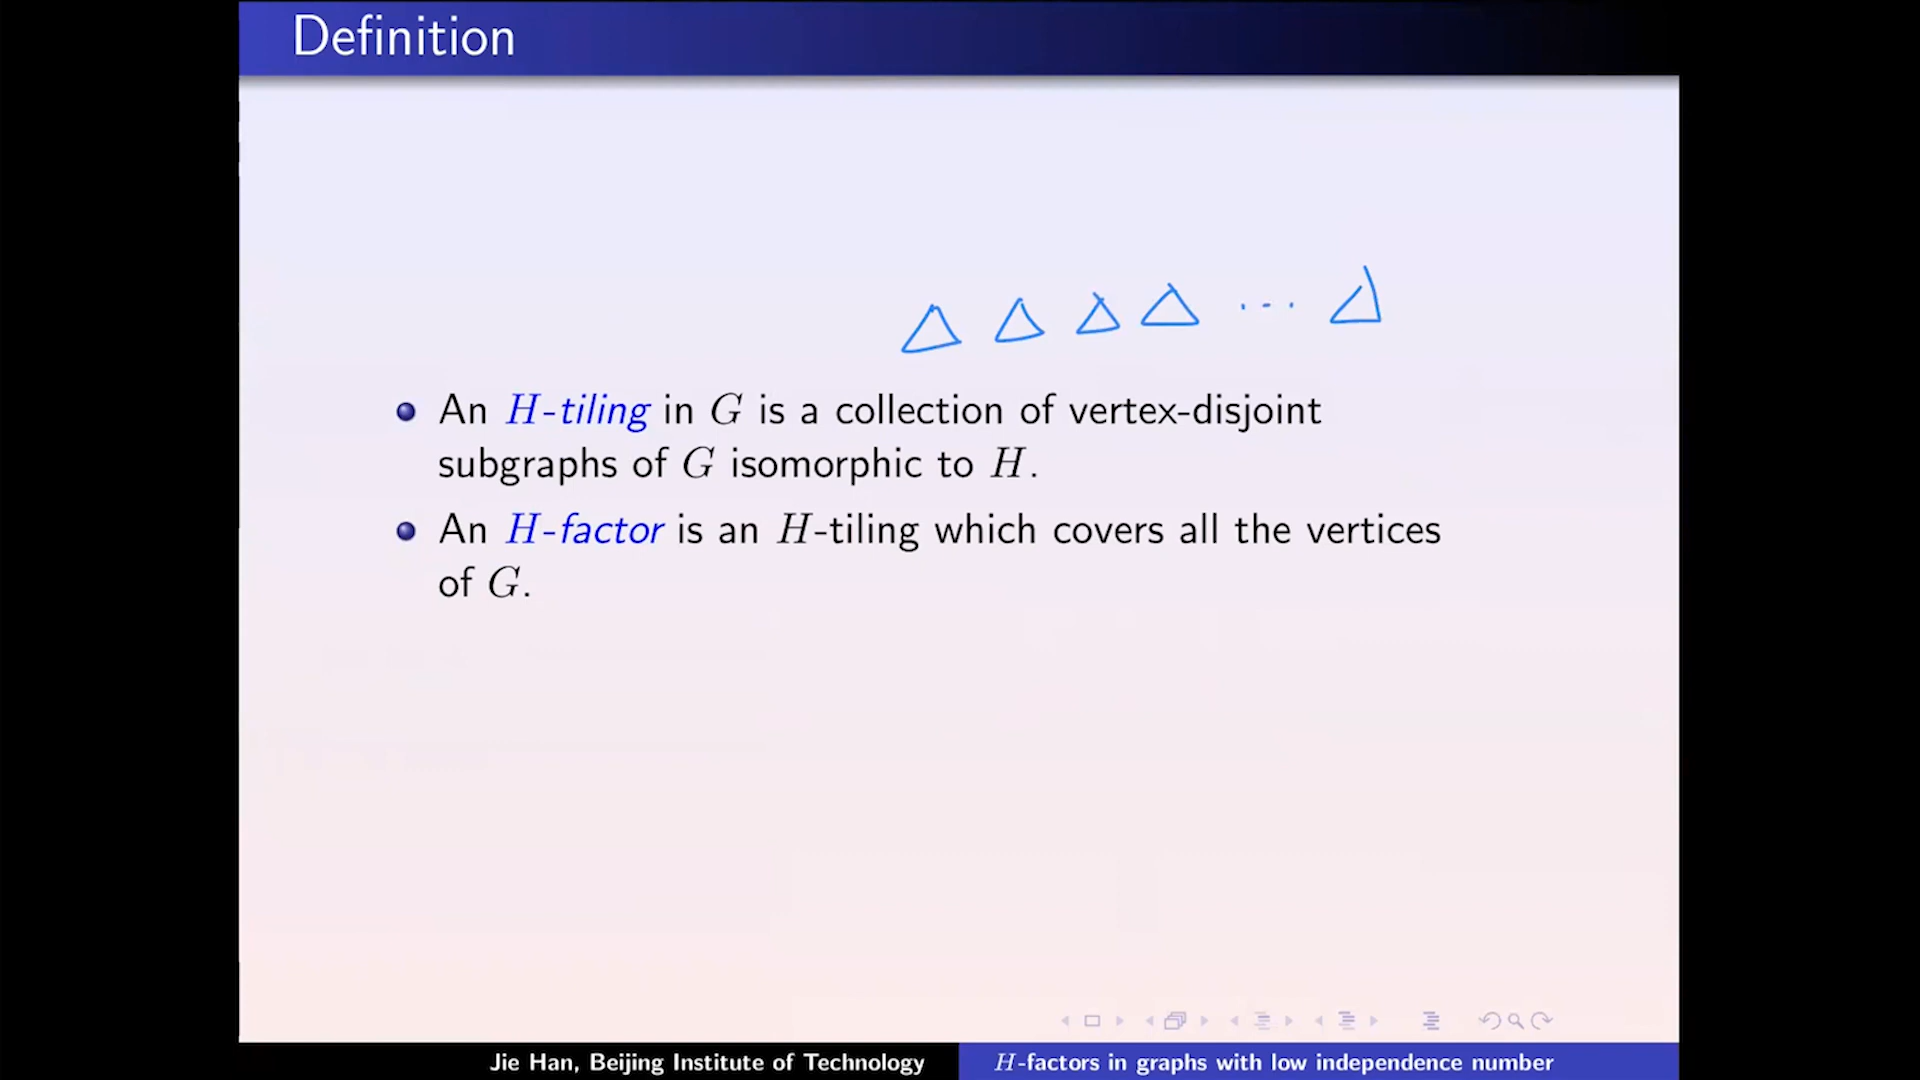 Definition
An H-tiling in G is a collection of vertex-disjoint
subgraphs of G isomorphic to H.
An H-factor is an H-tiling which covers all the vertices
of G.
Jie Han, Beijing Institute of Technology
H-factors in graphs with low independence number